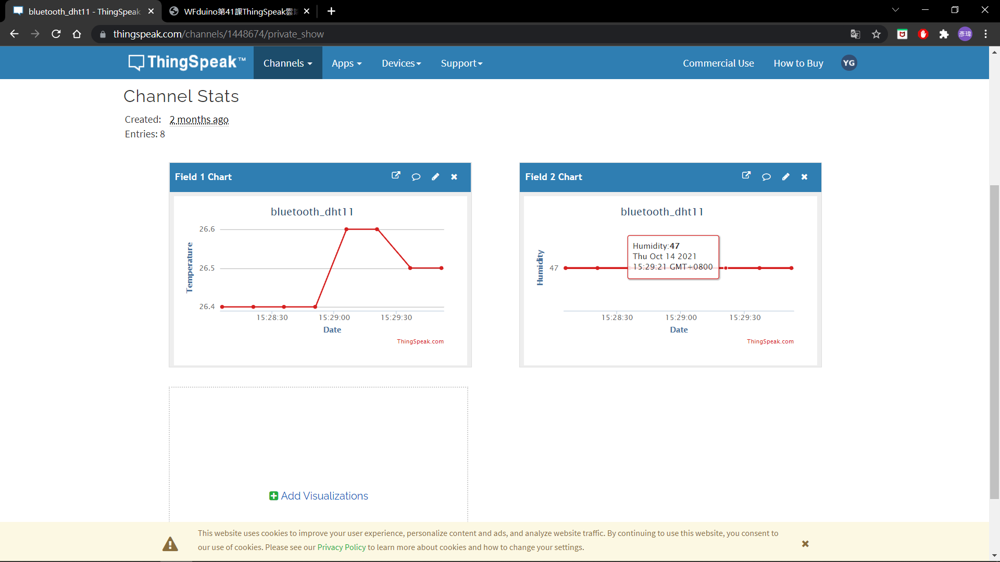 bluetooth_dht11 - ThingSpeak
WFduino第41課ThingSpeak雲
thingspeak.com/channels/1448674/private_show
彥瑋
ThingSpeak™
Channels
Apps
Devices
Support
Commercial Use
How to Buy
YG
Channel Stats
Created: 2 months ago
Entries: 8
Field 1 Chart
bluetooth_dht11
Temperature
26.6
26.5
26.4
15:28:30 15:29:00 15:29:30
Date
ThingSpeak.com
Field 2 Chart
bluetooth_dht11
Humidity
47
Humidity:47
Thu Oct 14 2021
15:29:21 GMT+0800
15:28:30 15:29:00 15:29:30
Date
ThingSpeak.com
Add Visualizations
This website uses cookies to improve your user experience, personalize content and ads, and analyze website traffic. By continuing to use this website, you consent to
our use of cookies. Please see our Privacy Policy to learn more about cookies and how to change your settings.